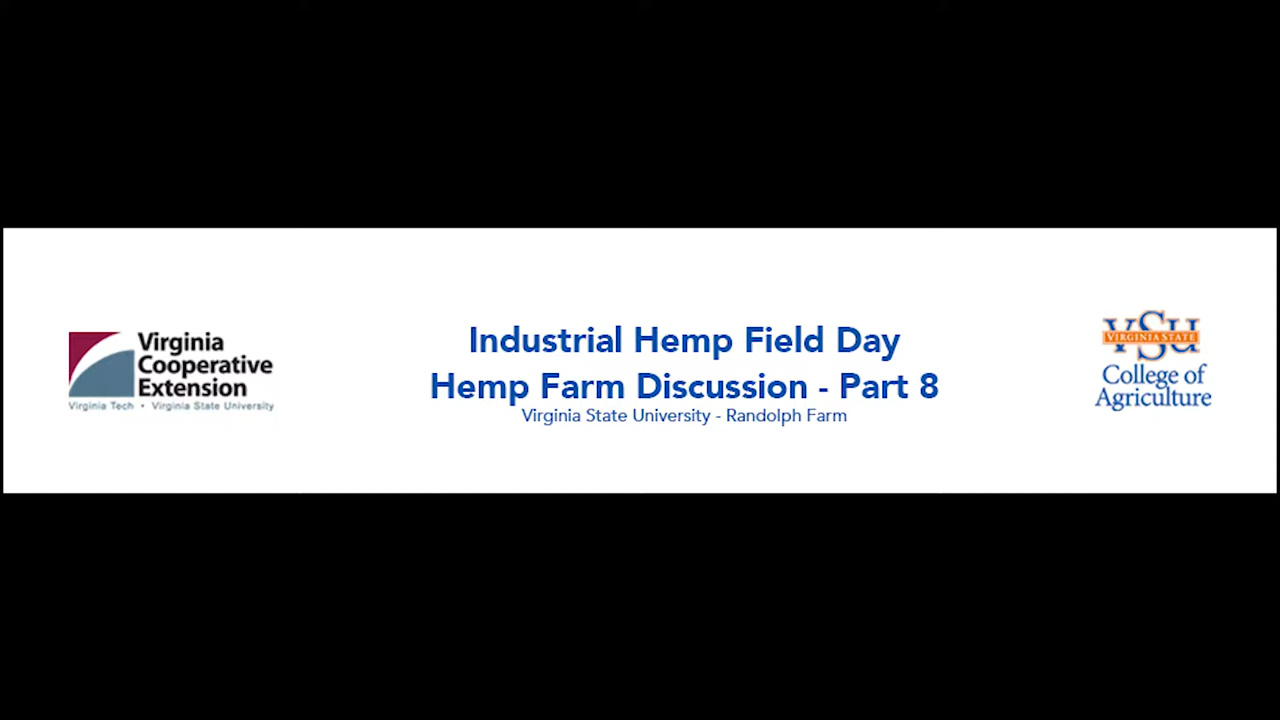 Virginia
Cooperative
Extension
Virginia Tech • Virginia State University
Industrial Hemp Field Day
Hemp Farm Discussion - Part 8
Virginia State University - Randolph Farm
VSU
VIRGINIA STATE
College of
Agriculture